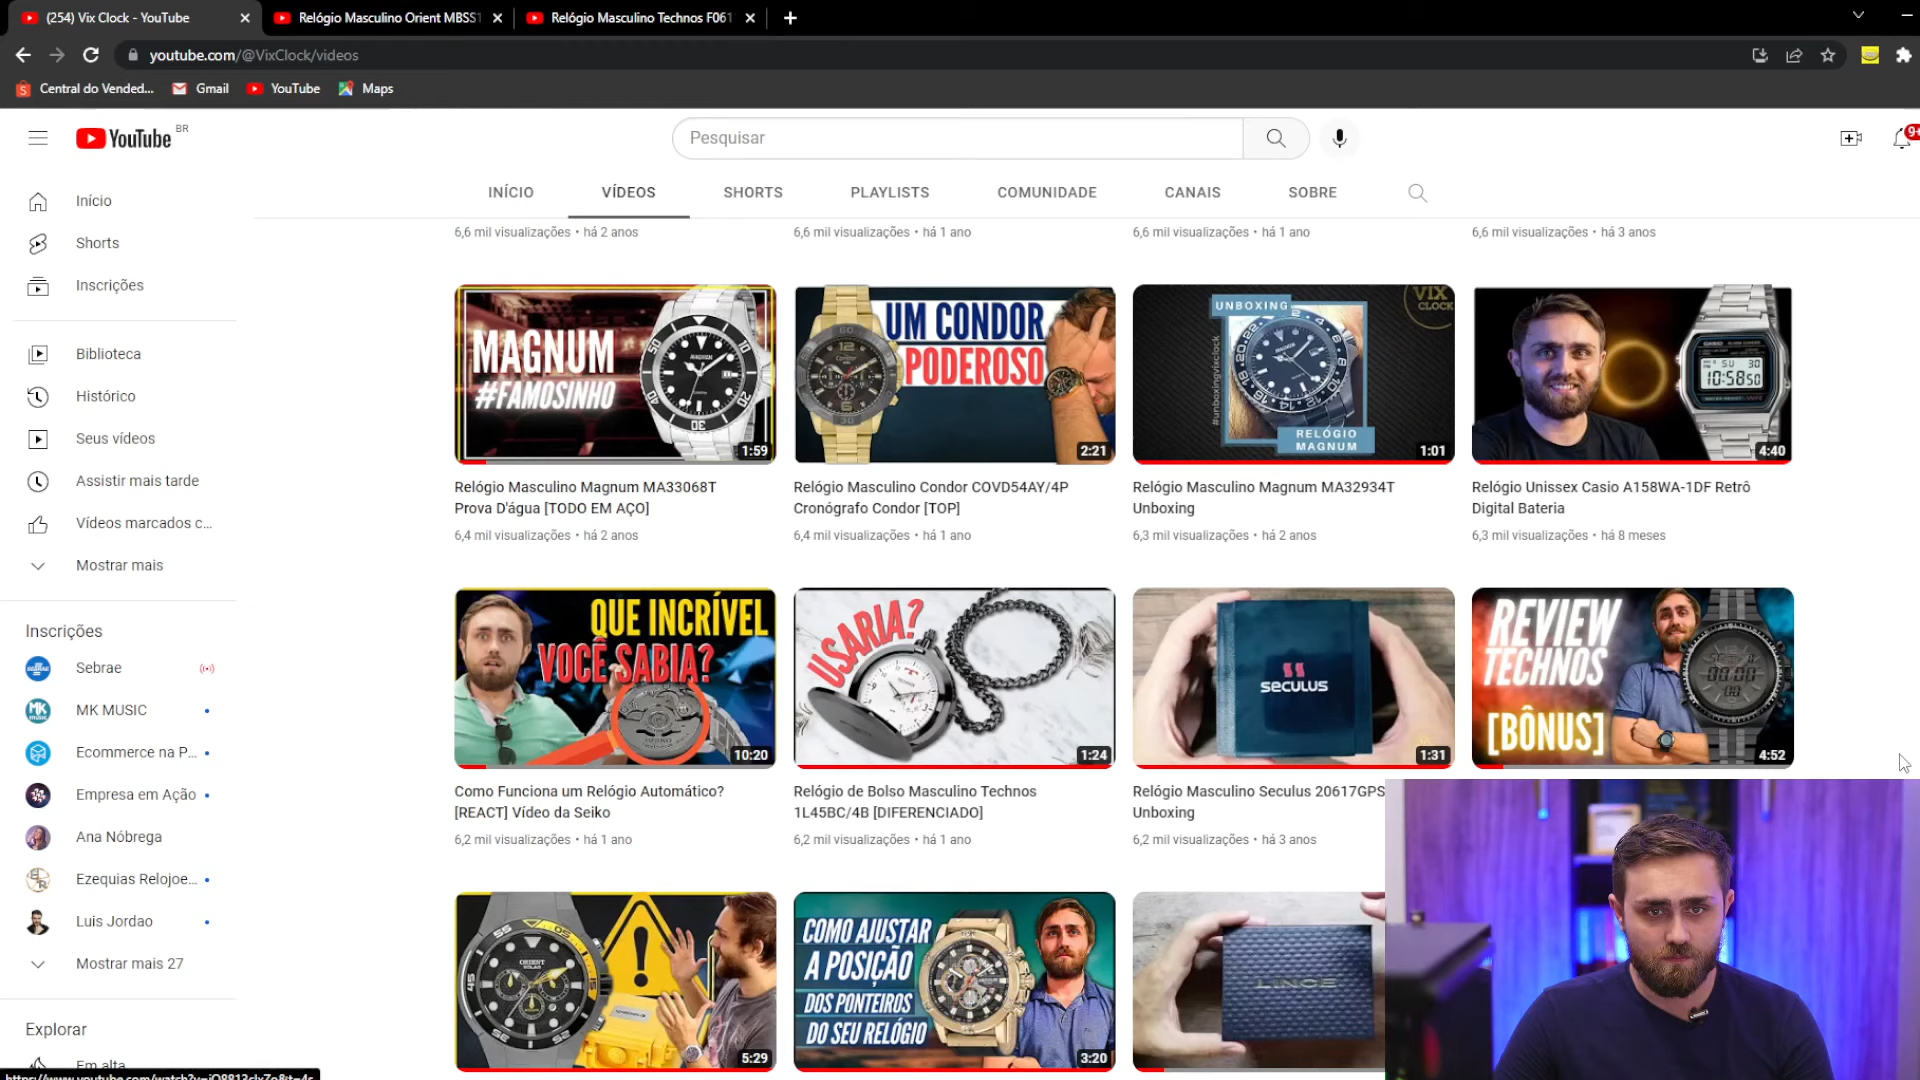 (254) Vix Clock - YouTube
Relógio Masculino Orient MBSS1
Relógio Masculino Technos F061
youtube.com/@VixClock/videos
Central do Vended...
Gmail
YouTube
Maps
YouTube BR
Pesquisar
9+
INÍCIO
VÍDEOS
SHORTS
PLAYLISTS
COMUNIDADE
CANAIS
SOBRE
Início
Shorts
Inscrições
Biblioteca
Histórico
Seus vídeos
Assistir mais tarde
Vídeos marcados c...
Mostrar mais
Inscrições
Sebrae
MK MUSIC
Ecommerce na P...
Empresa em Ação
Ana Nóbrega
Ezequias Relojoe...
Luis Jordao
Mostrar mais 27
Explorar
Em alta
6,6 mil visualizações • há 2 anos
6,6 mil visualizações • há 1 ano
6,6 mil visualizações • há 1 ano
6,6 mil visualizações • há 3 anos
MAGNUM
#FAMOSINHO
1:59
UM CONDOR
PODEROSO
2:21
UNBOXING
VIX
CLOCK
#unboxingvixclock
RELÓGIO
MAGNUM
1:01
CASIO
10:58 50
4:40
Relógio Masculino Magnum MA33068T
Prova D'água [TODO EM AÇO]
6,4 mil visualizações • há 2 anos
Relógio Masculino Condor COVD54AY/4P
Cronógrafo Condor [TOP]
6,4 mil visualizações • há 1 ano
Relógio Masculino Magnum MA32934T
Unboxing
6,3 mil visualizações • há 2 anos
Relógio Unissex Casio A158WA-1DF Retrô
Digital Bateria
6,3 mil visualizações • há 8 meses
QUE INCRÍVEL
VOCÊ SABIA?
10:20
USARIA?
1:24
seculus
1:31
REVIEW
TECHNOS
[BÔNUS]
4:52
Como Funciona um Relógio Automático?
[REACT] Vídeo da Seiko
6,2 mil visualizações • há 1 ano
Relógio de Bolso Masculino Technos
1L45BC/4B [DIFERENCIADO]
6,2 mil visualizações • há 1 ano
Relógio Masculino Seculus 20617GPS
Unboxing
6,2 mil visualizações • há 3 anos
ORIENT
5:29
COMO AJUSTAR
A POSIÇÃO
DOS PONTEIROS
DO SEU RELÓGIO
3:20
LINCE